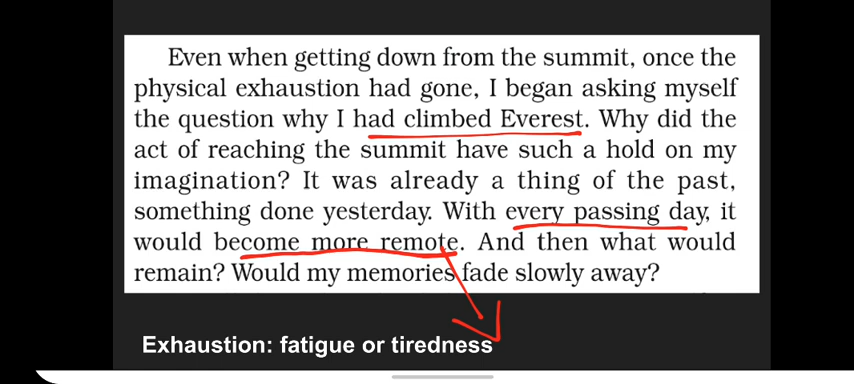 Even when getting down from the summit, once the
physical exhaustion had gone, I began asking myself
the question why I had climbed Everest. Why did the
act of reaching the summit have such a hold on my
imagination? It was already a thing of the past,
something done yesterday. With every passing day, it
would become more remote. And then what would
remain? Would my memories fade slowly away?
Exhaustion: fatigue or tiredness